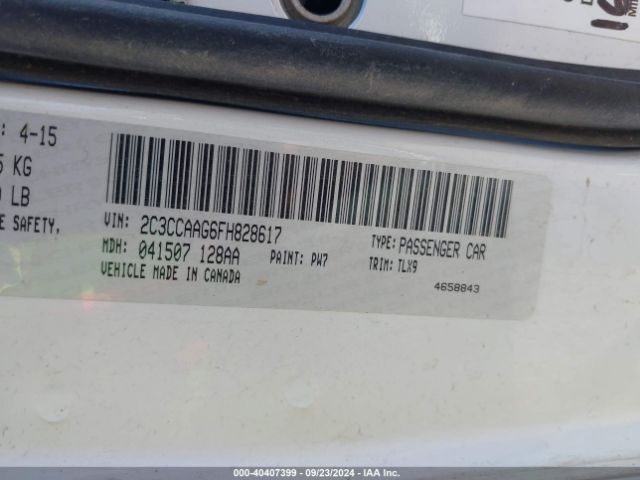 : 4-15
KG
LB
E SAFETY,
VIN: 2C3CCAAG6FH828617
TYPE: PASSENGER CAR
MDH: 041507 128AA
PAINT: PW7
TRIM: TLX9
VEHICLE MADE IN CANADA
4658843
000-40407399 - 09/23/2024 - IAA Inc.